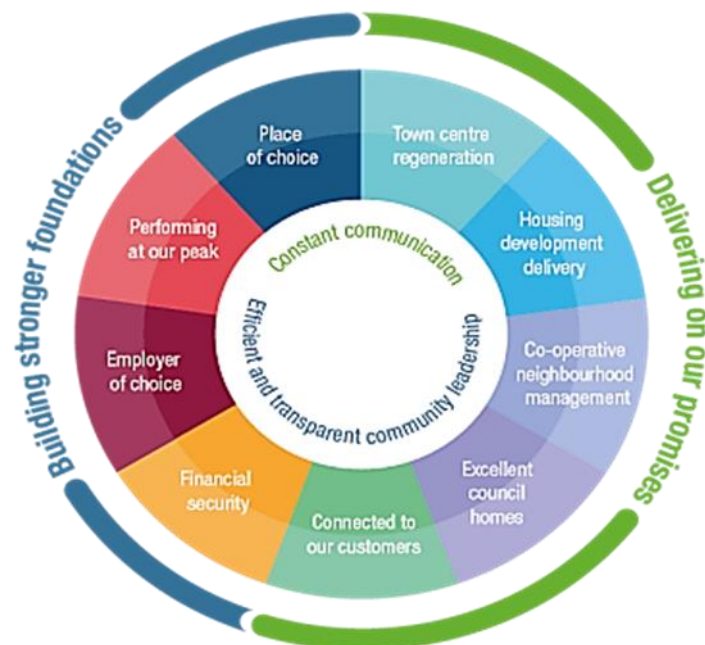 Building stronger foundations
Delivering on our promises
Place
of choice
Town centre
regeneration
Housing
development
delivery
Co-operative
neighbourhood
management
Excellent
council
homes
Connected to
our customers
Financial
security
Employer
of choice
Performing
at our peak
Constant communication
Efficient and transparent community leadership